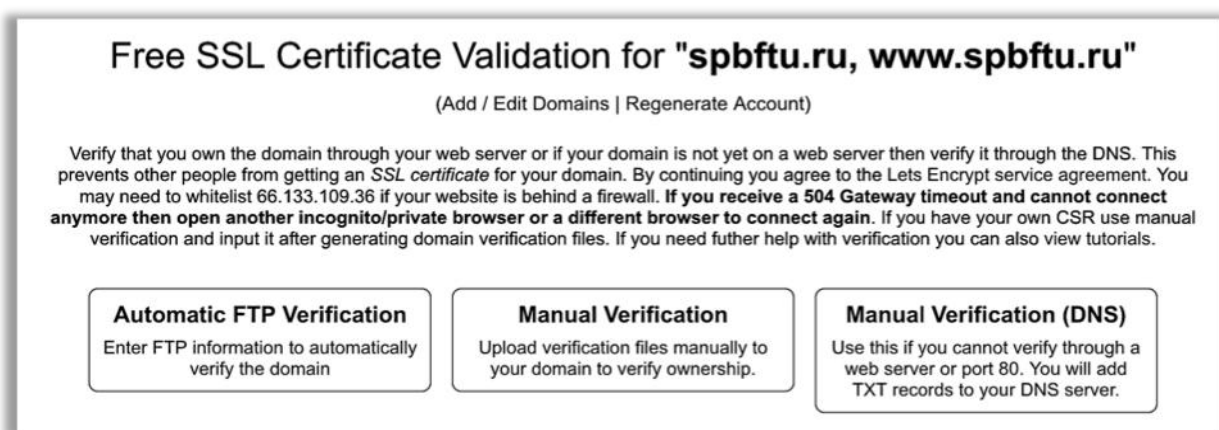 Free SSL Certificate Validation for "spbftu.ru, www.spbftu.ru"
(Add / Edit Domains | Regenerate Account)
Verify that you own the domain through your web server or if your domain is not yet on a web server then verify it through the DNS. This
prevents other people from getting an SSL certificate for your domain. By continuing you agree to the Lets Encrypt service agreement. You
may need to whitelist 66.133.109.36 if your website is behind a firewall. If you receive a 504 Gateway timeout and cannot connect
anymore then open another incognito/private browser or a different browser to connect again. If you have your own CSR use manual
verification and input it after generating domain verification files. If you need futher help with verification you can also view tutorials.
Automatic FTP Verification
Enter FTP information to automatically
verify the domain
Manual Verification
Upload verification files manually to
your domain to verify ownership.
Manual Verification (DNS)
Use this if you cannot verify through a
web server or port 80. You will add
TXT records to your DNS server.